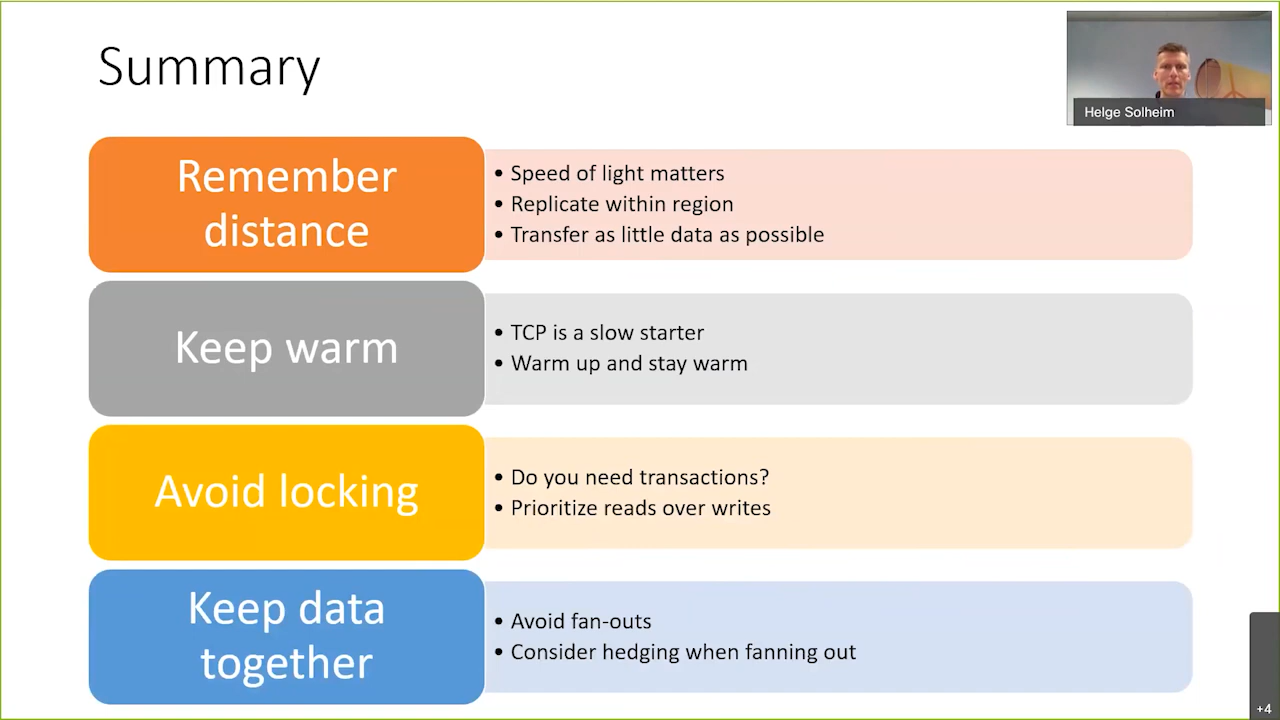 Summary
Helge Solheim
Remember
distance
• Speed of light matters
• Replicate within region
• Transfer as little data as possible
Keep warm
• TCP is a slow starter
• Warm up and stay warm
Avoid locking
• Do you need transactions?
• Prioritize reads over writes
Keep data
together
• Avoid fan-outs
• Consider hedging when fanning out
+4